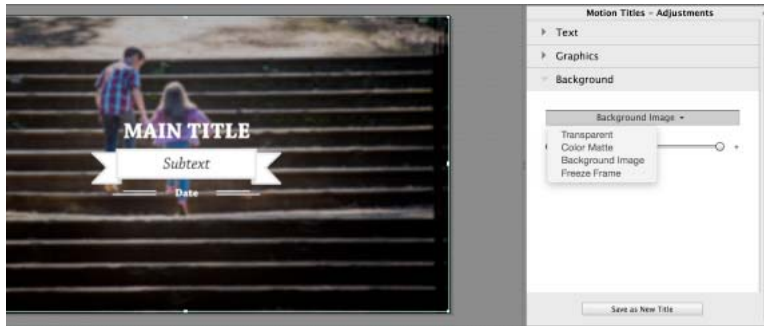 Motion Titles - Adjustments
Text
Graphics
Background
Background Image
Transparent
Color Matte
Background Image
Freeze Frame
Save as New Title
MAIN TITLE
Subtext
Date